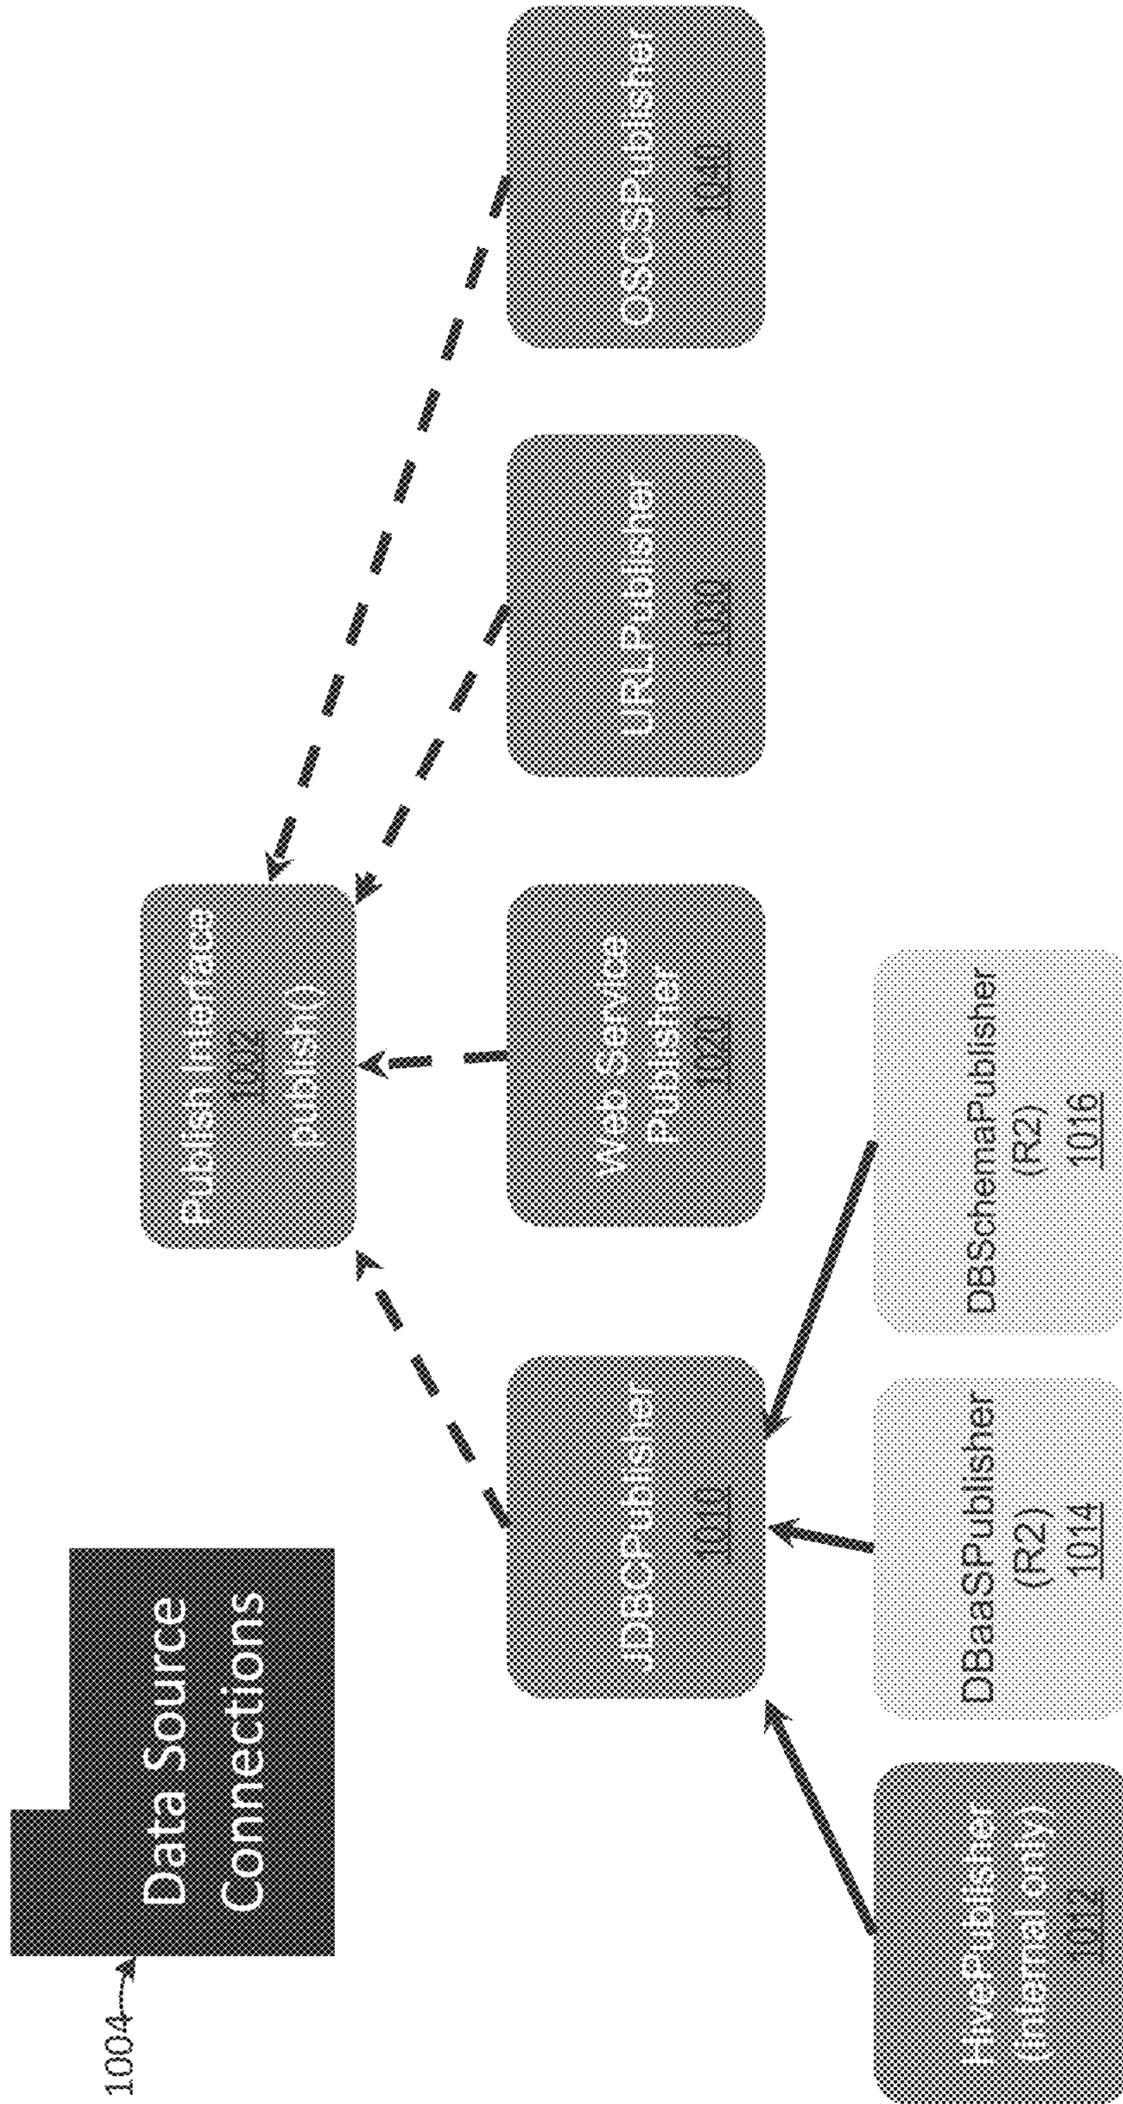 1004
Data Source
Connections
Publish Interface
1002
publish()
JDBCPublisher
1010
Web Service
Publisher
1020
URLPublisher
1030
OSCSPublisher
1040
HivePublisher
(internal only)
1012
DBaaSPublisher
(R2)
1014
DBSchemaPublisher
(R2)
1016